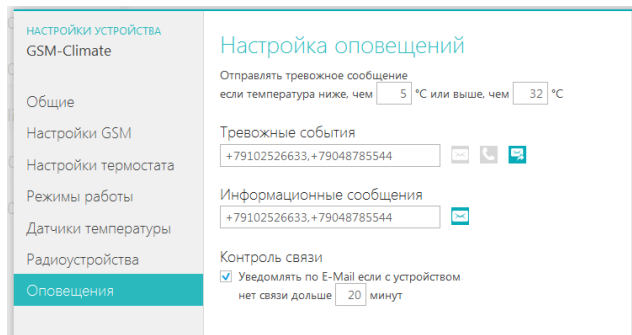 НАСТРОЙКИ УСТРОЙСТВА
GSM-Climate
Общие
Настройки GSM
Настройки термостата
Режимы работы
Датчики температуры
Радиоустройства
Оповещения
Настройка оповещений
Отправлять тревожное сообщение
если температура ниже, чем 5 °C или выше, чем 32 °C
Тревожные события
+79102526633,+79048785544
Информационные сообщения
+79102526633,+79048785544
Контроль связи
Уведомлять по E-Mail если с устройством
нет связи дольше 20 минут